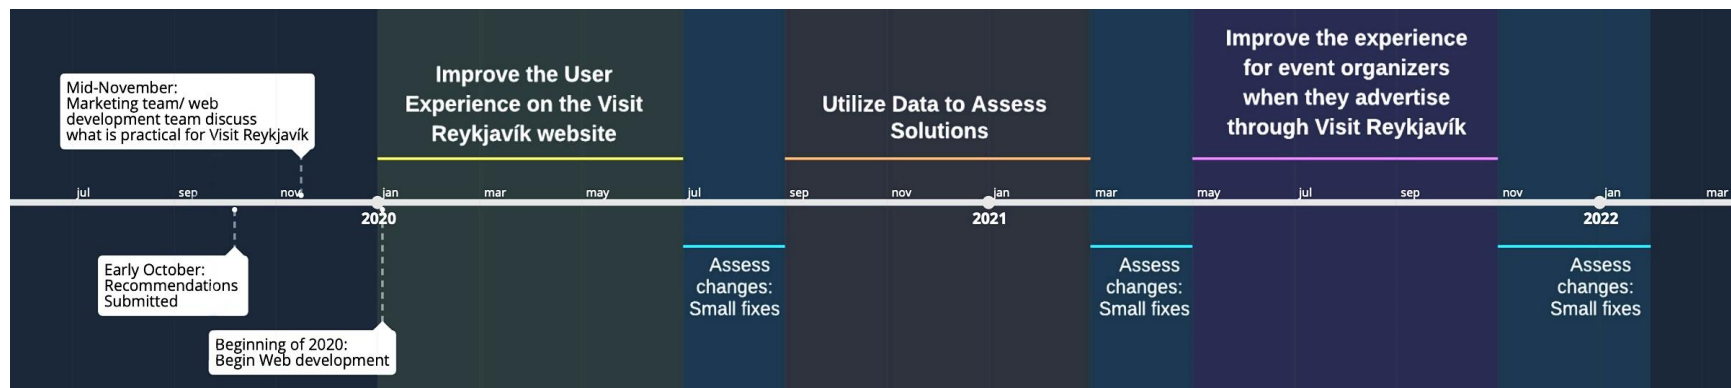 Mid-November:
Marketing team/ web
development team discuss
what is practical for Visit Reykjavík
Improve the User
Experience on the Visit
Reykjavík website
Utilize Data to Assess
Solutions
Improve the experience
for event organizers
when they advertise
through Visit Reykjavík
jul sep nov jan mar may jul sep nov jan mar may jul sep nov jan mar
2020 2021 2022
Early October:
Recommendations
Submitted
Beginning of 2020:
Begin Web development
Assess
changes:
Small fixes
Assess
changes:
Small fixes
Assess
changes:
Small fixes